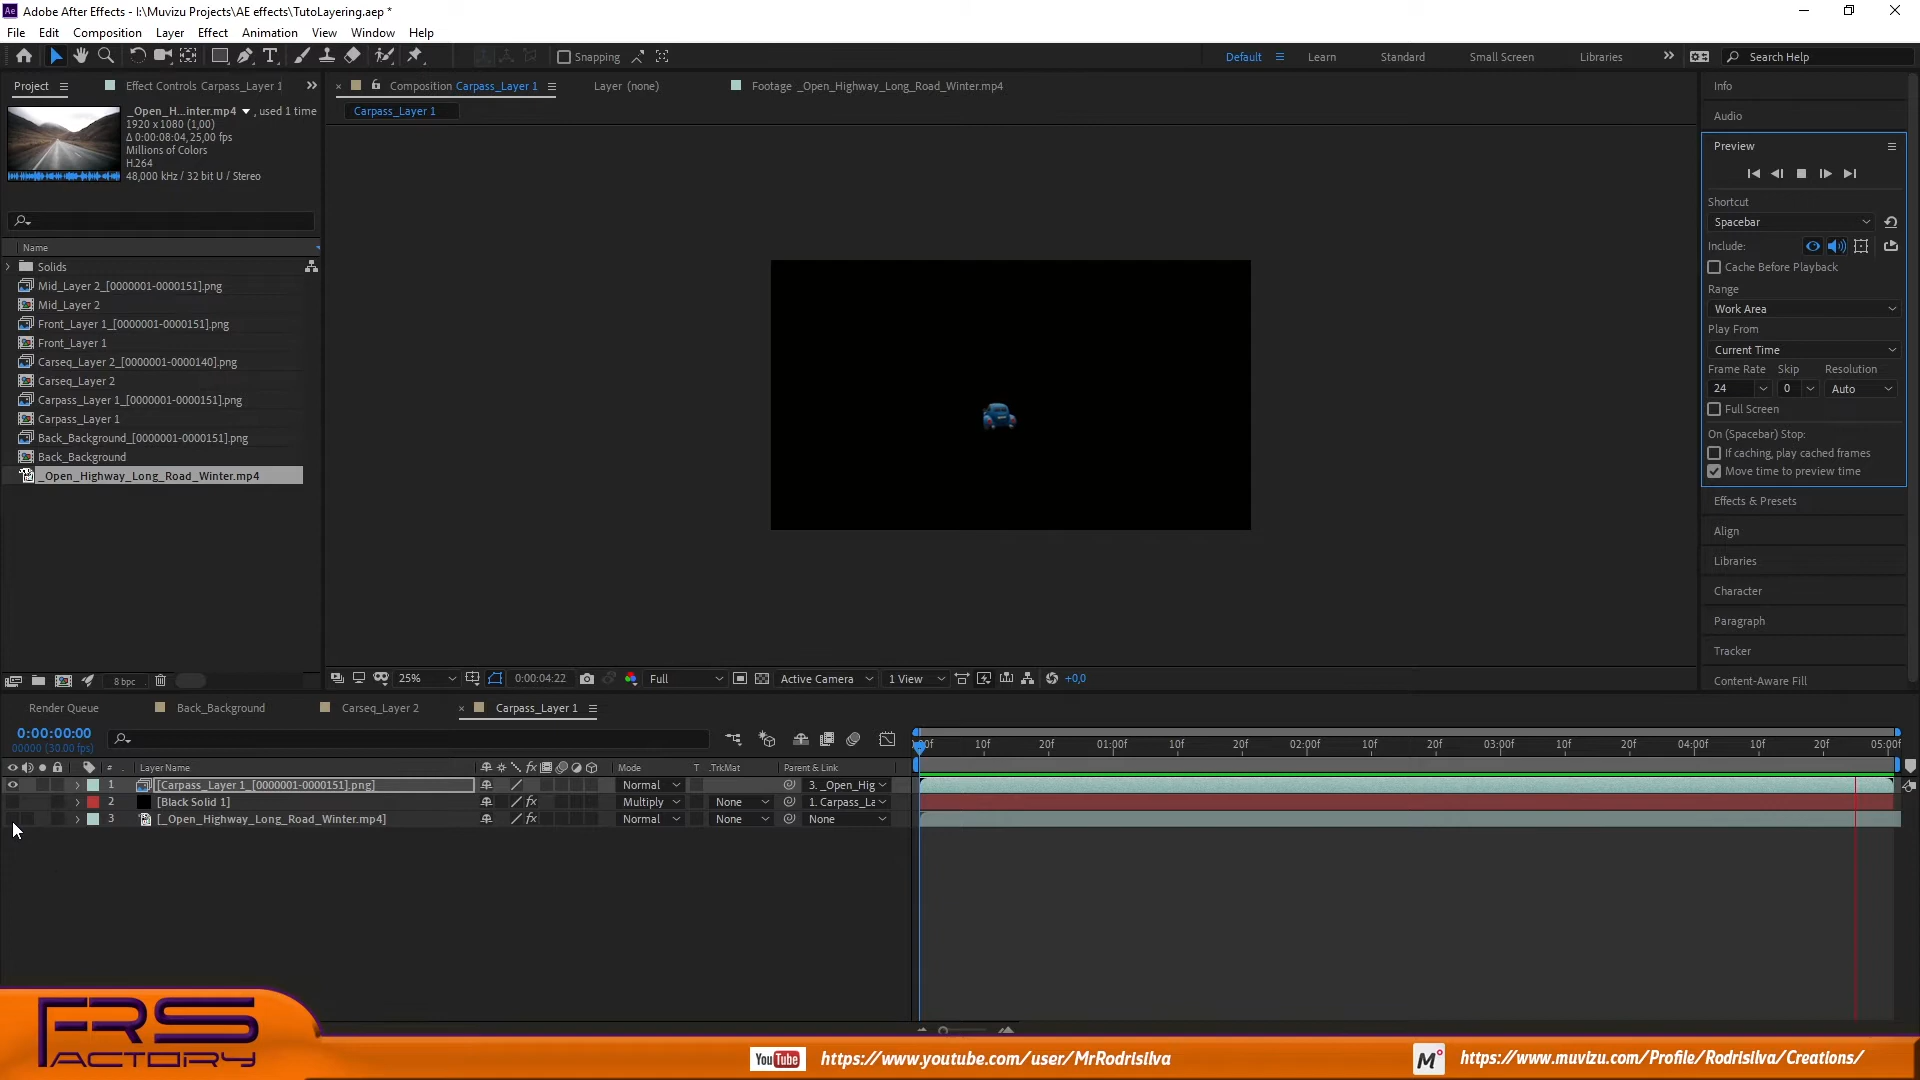 Adobe After Effects - I:\Muvizu Projects\AE effects\TutoLayering.aep *
File Edit Composition Layer Effect Animation View Window Help
Snapping
Default Learn Standard Small Screen Libraries Search Help
Project Effect Controls Carpass_Layer 1
Composition Carpass_Layer 1 Layer (none) Footage _Open_Highway_Long_Road_Winter.mp4
Carpass_Layer 1
_Open_H...inter.mp4 , used 1 time
1920 x 1080 (1,00)
Δ 0:00:08:04, 25,00 fps
Millions of Colors
H.264
48,000 kHz / 32 bit U / Stereo
Name
Solids
Mid_Layer 2_[0000001-0000151].png
Mid_Layer 2
Front_Layer 1_[0000001-0000151].png
Front_Layer 1
Carseq_Layer 2_[0000001-0000140].png
Carseq_Layer 2
Carpass_Layer 1_[0000001-0000151].png
Carpass_Layer 1
Back_Background_[0000001-0000151].png
Back_Background
_Open_Highway_Long_Road_Winter.mp4
8 bpc
25% 0:00:04:22 Full Active Camera 1 View +0,0
Info
Audio
Preview
Shortcut
Spacebar
Include:
Cache Before Playback
Range
Work Area
Play From
Current Time
Frame Rate Skip Resolution
24 0 Auto
Full Screen
On (Spacebar) Stop:
If caching, play cached frames
Move time to preview time
Effects & Presets
Align
Libraries
Character
Paragraph
Tracker
Content-Aware Fill
Render Queue Back_Background Carseq_Layer 2 Carpass_Layer 1
0:00:00:00
00000 (30.00 fps)
10f 20f 01:00f 10f 20f 02:00f 10f 20f 03:00f 10f 20f 04:00f 10f 20f 05:00f
# Layer Name Mode T .TrkMat Parent & Link
1 [Carpass_Layer 1_[0000001-0000151].png] Normal 3. _Open_Hig
2 [Black Solid 1] Multiply None 1. Carpass_La
3 [_Open_Highway_Long_Road_Winter.mp4] Normal None None
FRS
FACTORY
YouTube https://www.youtube.com/user/MrRodrisilva
M https://www.muvizu.com/Profile/Rodrisilva/Creations/